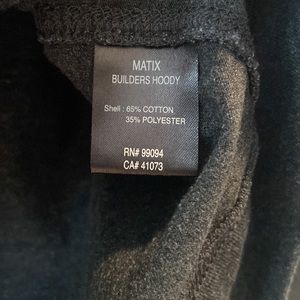 MATIX
BUILDERS HOODY
Shell : 65% COTTON
35% POLYESTER
RN# 99094
CA# 41073